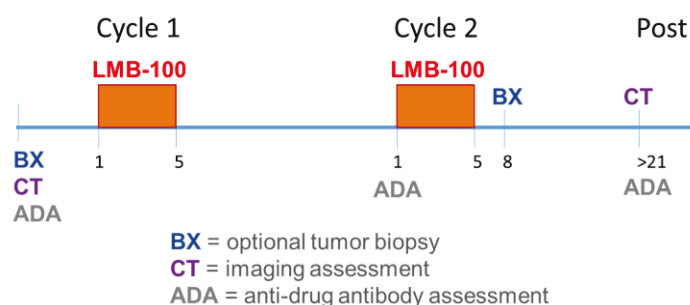 Cycle 1 Cycle 2 Post
LMB-100 LMB-100
BX CT
BX 1 5 1 5 8 >21
CT ADA ADA
ADA
BX = optional tumor biopsy
CT = imaging assessment
ADA = anti-drug antibody assessment